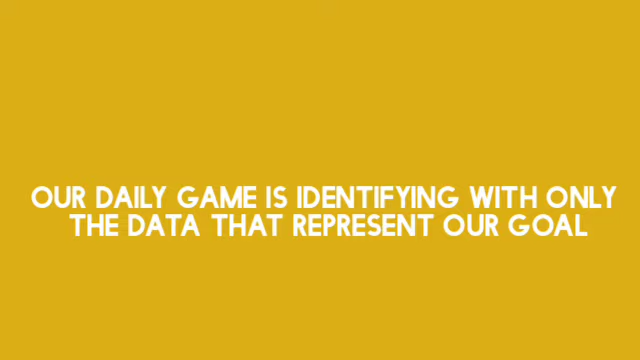 OUR DAILY GAME IS IDENTIFYING WITH ONLY
THE DATA THAT REPRESENT OUR GOAL